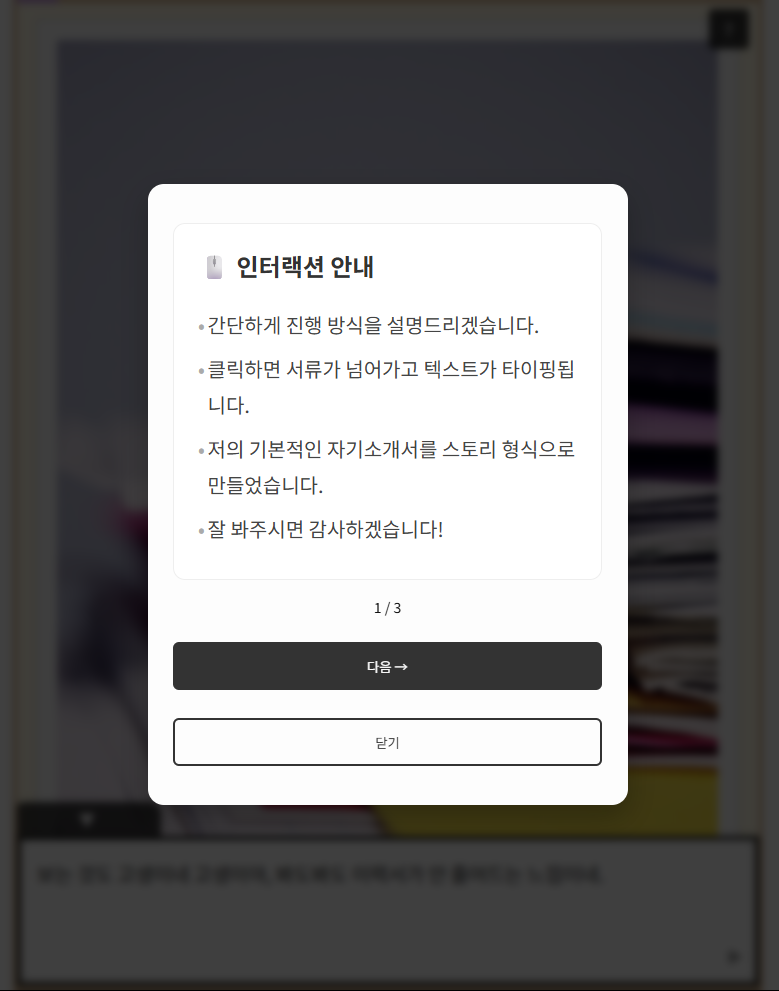 인터랙션 안내
• 간단하게 진행 방식을 설명드리겠습니다.
• 클릭하면 서류가 넘어가고 텍스트가 타이핑됩
니다.
• 저의 기본적인 자기소개서를 스토리 형식으로
만들었습니다.
• 잘 봐주시면 감사하겠습니다!
1 / 3
다음 →
닫기